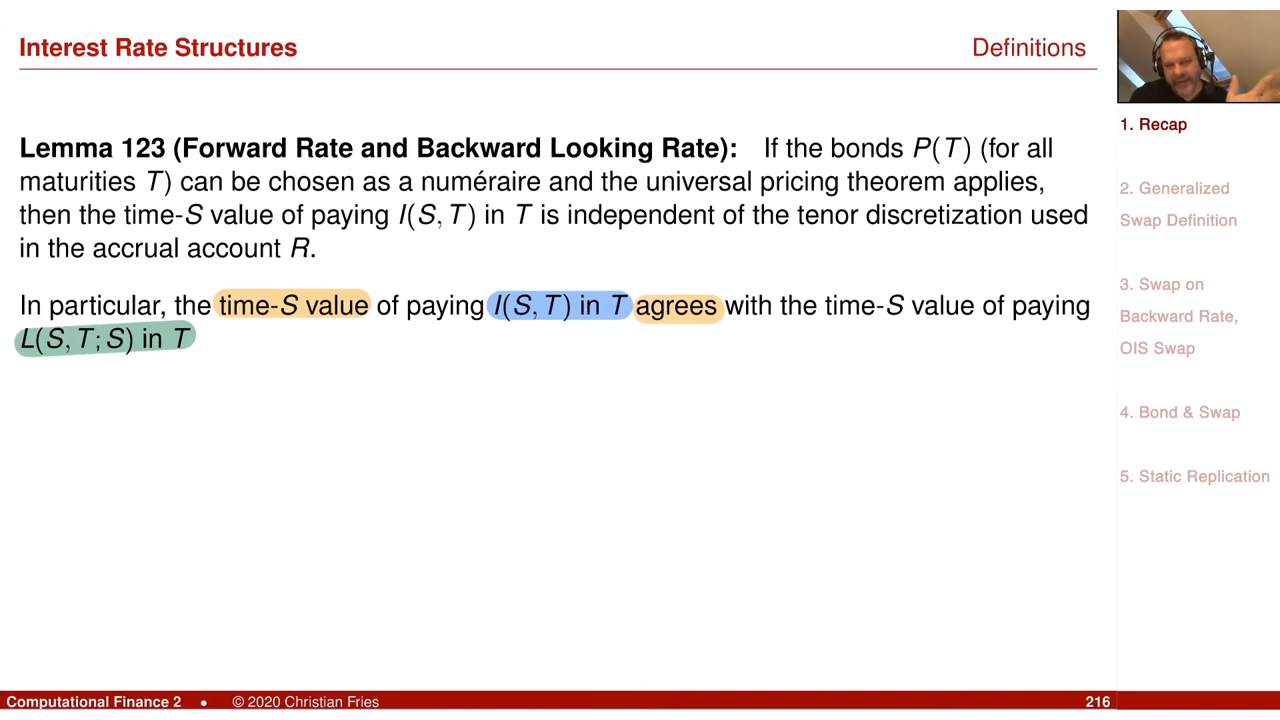 Interest Rate Structures
Definitions
Lemma 123 (Forward Rate and Backward Looking Rate): If the bonds P(T) (for all
maturities T) can be chosen as a numéraire and the universal pricing theorem applies,
then the time-S value of paying I(S,T) in T is independent of the tenor discretization used
in the accrual account R.
In particular, the time-S value of paying I(S,T) in T agrees with the time-S value of paying
L(S,T;S) in T
1. Recap
2. Generalized
Swap Definition
3. Swap on
Backward Rate,
OIS Swap
4. Bond & Swap
5. Static Replication
Computational Finance 2 • © 2020 Christian Fries
216